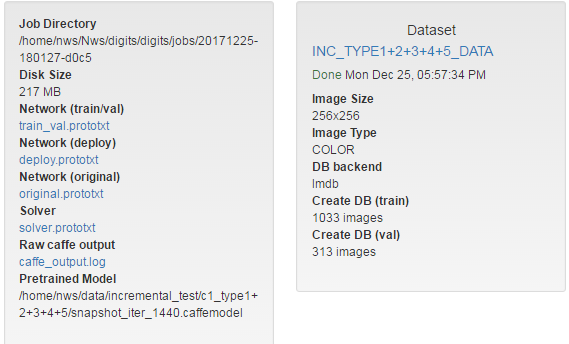 Job Directory
/home/nws/Nws/digits/digits/jobs/20171225-
180127-d0c5
Disk Size
217 MB
Network (train/val)
train_val.prototxt
Network (deploy)
deploy.prototxt
Network (original)
original.prototxt
Solver
solver.prototxt
Raw caffe output
caffe_output.log
Pretrained Model
/home/nws/data/incremental_test/c1_type1+
2+3+4+5/snapshot_iter_1440.caffemodel
Dataset
INC_TYPE1+2+3+4+5_DATA
Done Mon Dec 25, 05:57:34 PM
Image Size
256x256
Image Type
COLOR
DB backend
lmdb
Create DB (train)
1033 images
Create DB (val)
313 images